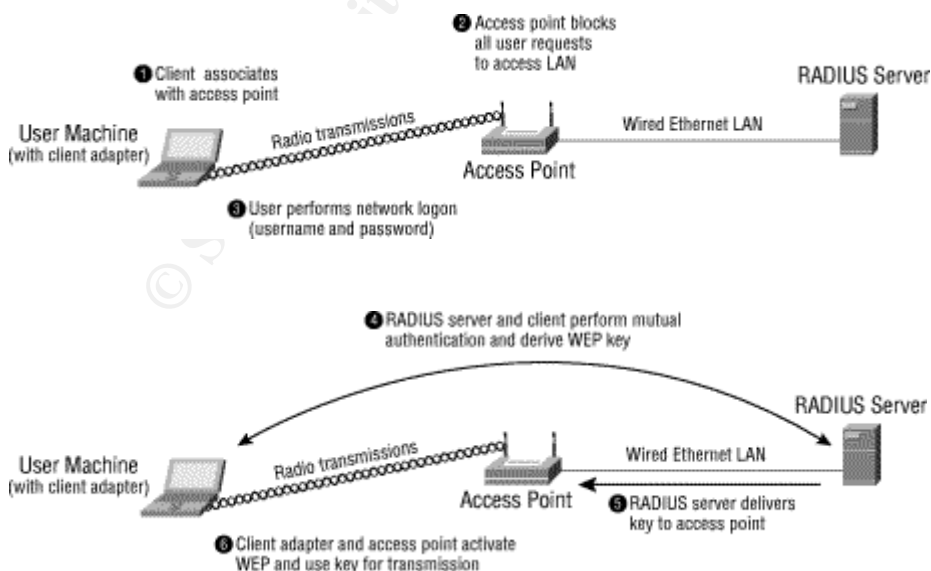 ❷ Access point blocks
all user requests
to access LAN
❶ Client associates
with access point
RADIUS Server
User Machine
(with client adapter)
Radio transmissions
Wired Ethernet LAN
Access Point
❸ User performs network logon
(username and password)
©
❹ RADIUS server and client perform mutual
authentication and derive WEP key
RADIUS Server
User Machine
(with client adapter)
Radio transmissions
Wired Ethernet LAN
Access Point
❺ RADIUS server delivers
key to access point
❻ Client adapter and access point activate
WEP and use key for transmission